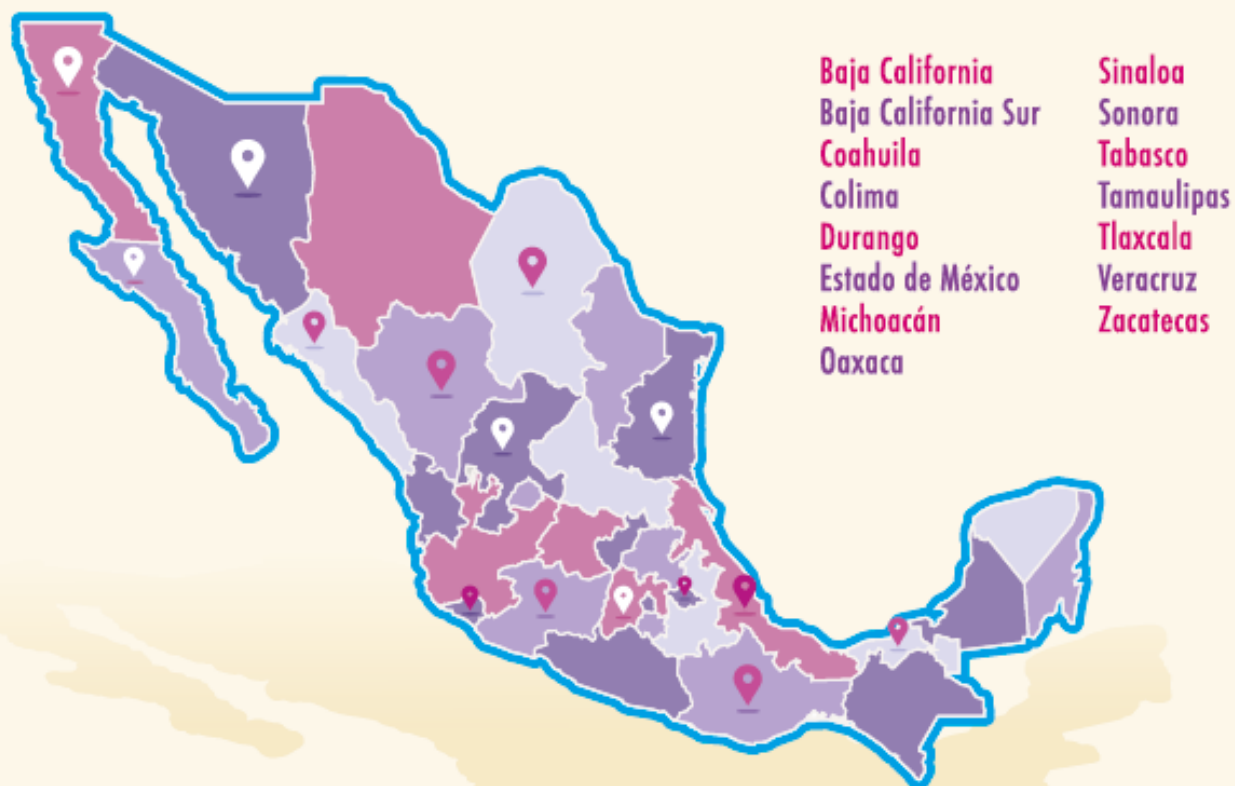 Baja California
Baja California Sur
Coahuila
Colima
Durango
Estado de México
Michoacán
Oaxaca
Sinaloa
Sonora
Tabasco
Tamaulipas
Tlaxcala
Veracruz
Zacatecas